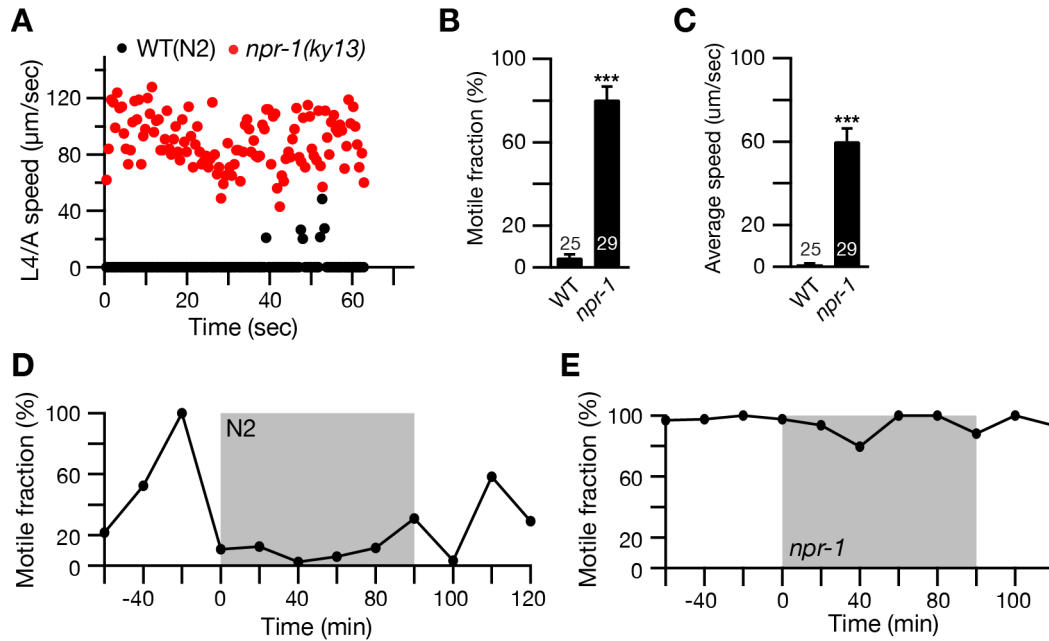 A
WT(N2) npr-1(ky13)
L4/A speed (μm/sec)
120
80
40
0
0 20 40 60
Time (sec)
B
Motile fraction (%)
100
60
20
0
***
25 29
WT npr-1
C
Average speed (um/sec)
100
60
20
0
***
25 29
WT npr-1
D
Motile fraction (%)
100
60
20
0
N2
-40 0 40 80 120
Time (min)
E
Motile fraction (%)
100
60
20
0
npr-1
-40 0 40 80 100
Time (min)